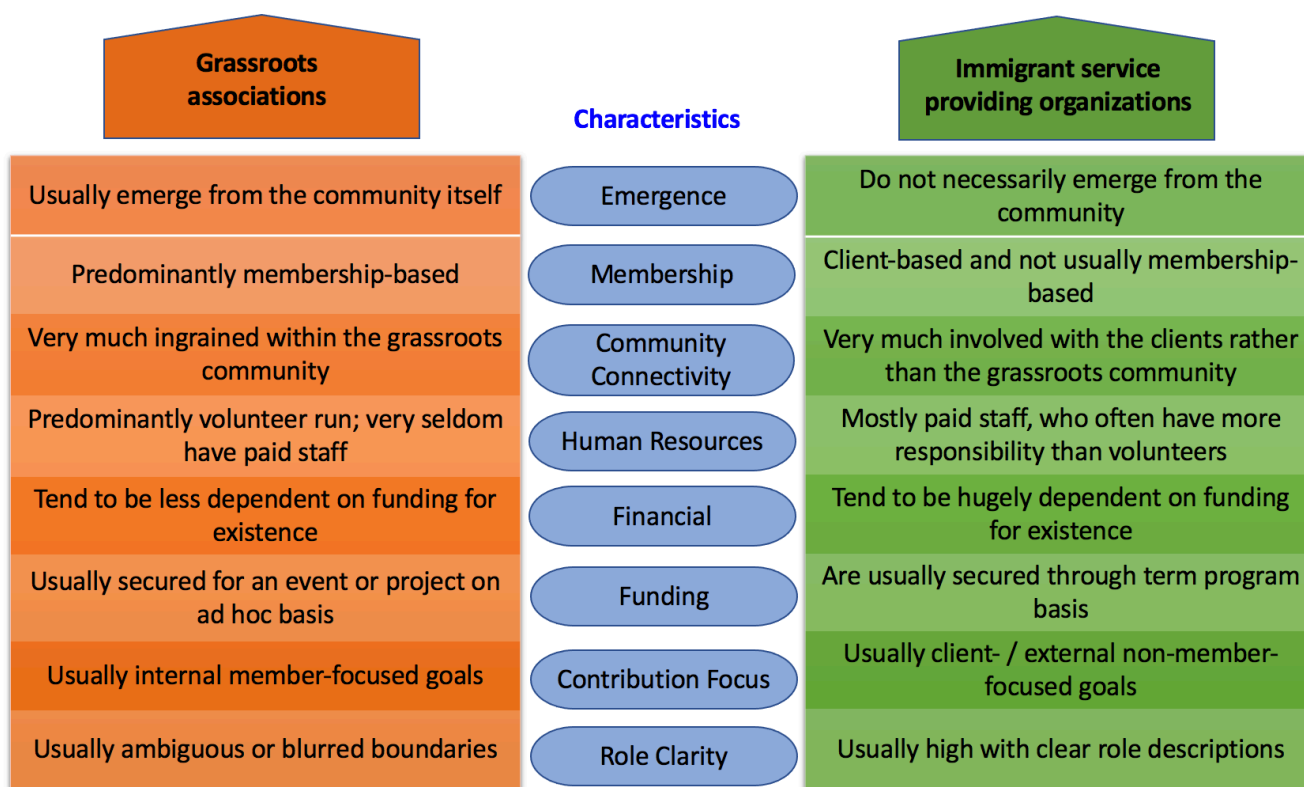 Grassroots
associations
Immigrant service
providing organizations
Characteristics
Usually emerge from the community itself
Emergence
Do not necessarily emerge from the
community
Predominantly membership-based
Membership
Client-based and not usually membership-
based
Very much ingrained within the grassroots
community
Community
Connectivity
Very much involved with the clients rather
than the grassroots community
Predominantly volunteer run; very seldom
have paid staff
Human Resources
Mostly paid staff, who often have more
responsibility than volunteers
Tend to be less dependent on funding for
existence
Financial
Tend to be hugely dependent on funding
for existence
Usually secured for an event or project on
ad hoc basis
Funding
Are usually secured through term program
basis
Usually internal member-focused goals
Contribution Focus
Usually client- / external non-member-
focused goals
Usually ambiguous or blurred boundaries
Role Clarity
Usually high with clear role descriptions